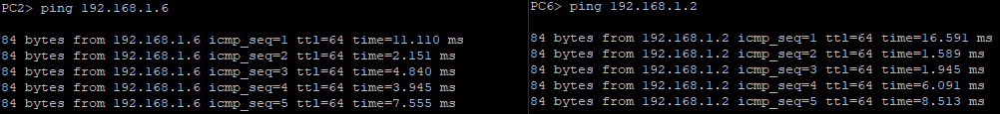 PC2> ping 192.168.1.6
84 bytes from 192.168.1.6 icmp_seq=1 ttl=64 time=11.110 ms
84 bytes from 192.168.1.6 icmp_seq=2 ttl=64 time=2.151 ms
84 bytes from 192.168.1.6 icmp_seq=3 ttl=64 time=4.840 ms
84 bytes from 192.168.1.6 icmp_seq=4 ttl=64 time=3.945 ms
84 bytes from 192.168.1.6 icmp_seq=5 ttl=64 time=7.555 ms
PC6> ping 192.168.1.2
84 bytes from 192.168.1.2 icmp_seq=1 ttl=64 time=16.591 ms
84 bytes from 192.168.1.2 icmp_seq=2 ttl=64 time=1.589 ms
84 bytes from 192.168.1.2 icmp_seq=3 ttl=64 time=1.945 ms
84 bytes from 192.168.1.2 icmp_seq=4 ttl=64 time=6.091 ms
84 bytes from 192.168.1.2 icmp_seq=5 ttl=64 time=8.513 ms